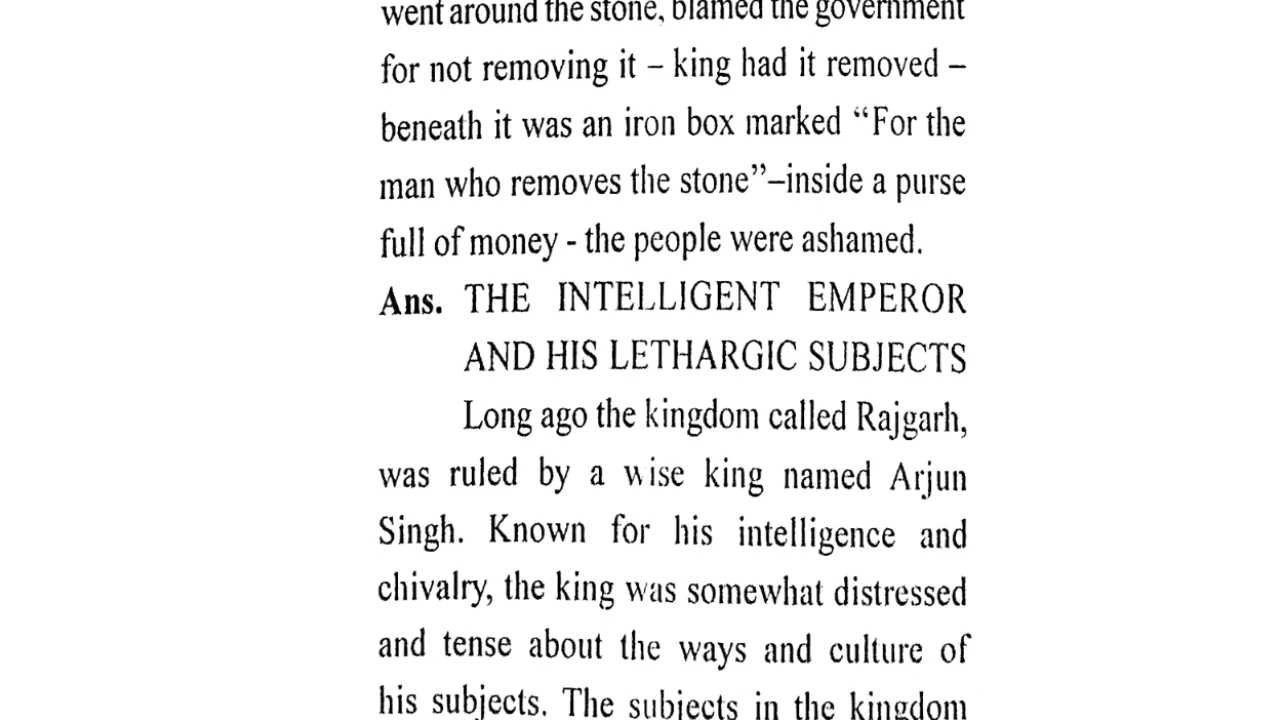 went around the stone, blamed the government
for not removing it – king had it removed –
beneath it was an iron box marked “For the
man who removes the stone”–inside a purse
full of money - the people were ashamed.
Ans. THE INTELLIGENT EMPEROR
AND HIS LETHARGIC SUBJECTS
Long ago the kingdom called Rajgarh,
was ruled by a wise king named Arjun
Singh. Known for his intelligence and
chivalry, the king was somewhat distressed
and tense about the ways and culture of
his subjects. The subjects in the kingdom